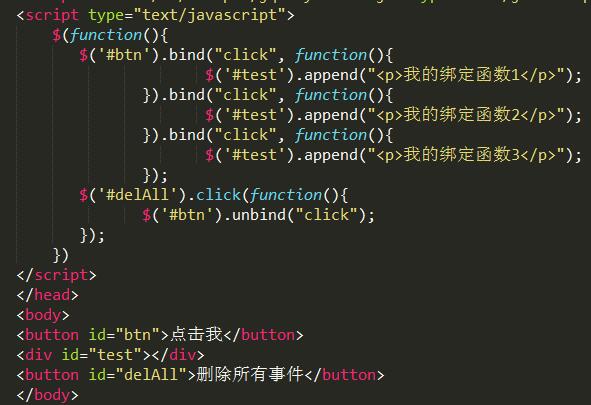 <script type="text/javascript">
$(function(){
$('#btn').bind("click", function(){
$('#test').append("<p>我的绑定函数1</p>");
}).bind("click", function(){
$('#test').append("<p>我的绑定函数2</p>");
}).bind("click", function(){
$('#test').append("<p>我的绑定函数3</p>");
});
$('#delAll').click(function(){
$('#btn').unbind("click");
});
})
</script>
</head>
<body>
<button id="btn">点击我</button>
<div id="test"></div>
<button id="delAll">删除所有事件</button>
</body>